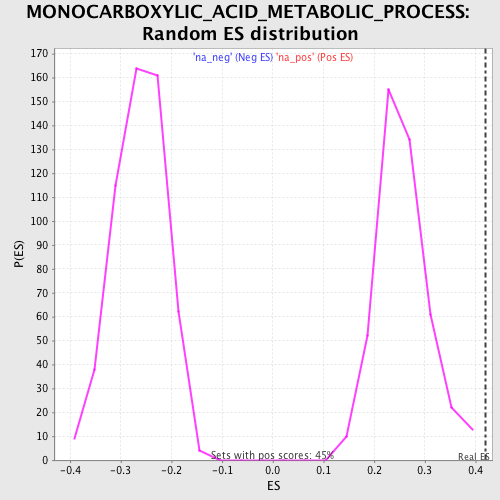 MONOCARBOXYLIC_ACID_METABOLIC_PROCESS:
Random ES distribution
'na_neg' (Neg ES) 'na_pos' (Pos ES)
170
160
150
140
130
120
110
100
90
80
70
60
50
40
30
20
10
0
P(ES)
Sets with pos scores: 45%
Real ES
-0.4 -0.3 -0.2 -0.1 0.0 0.1 0.2 0.3 0.4
ES